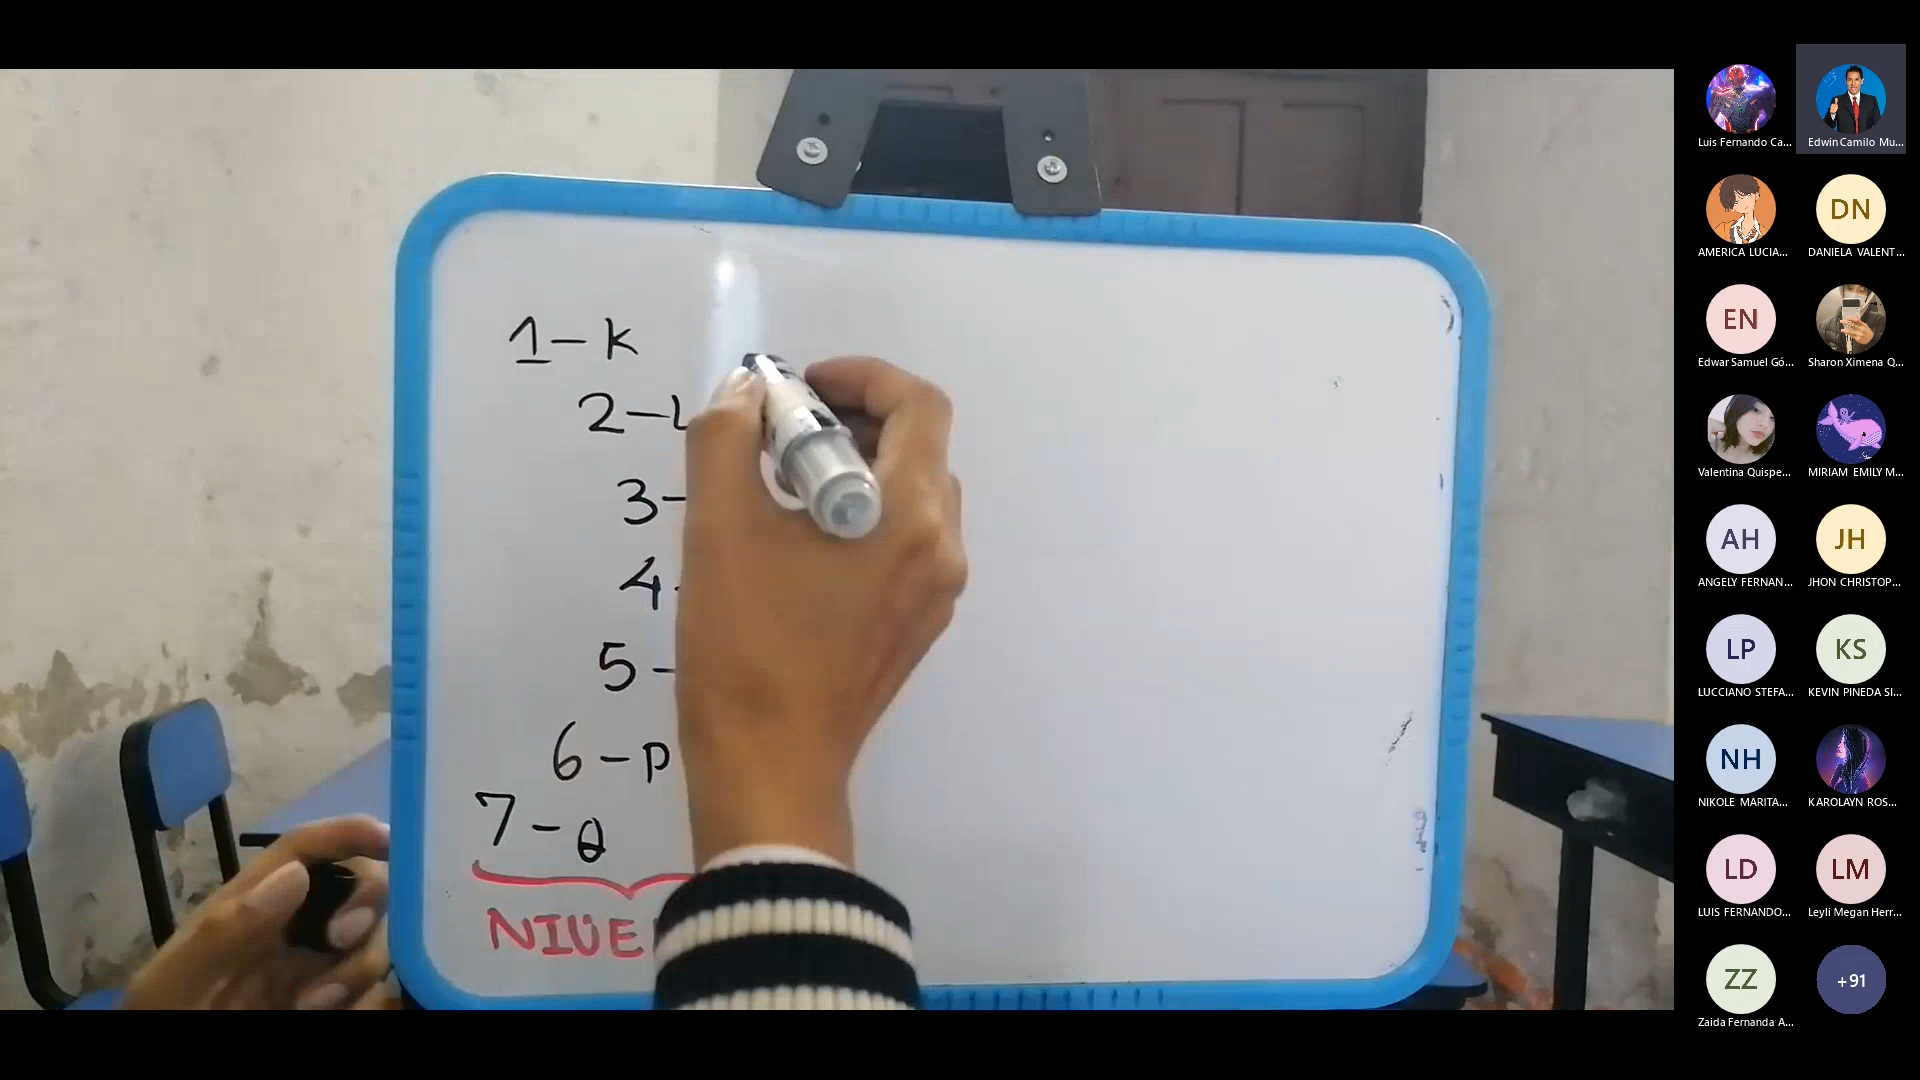 1-K
2-L
3-
4-
5-
6-P
7-Q
NIVE
Luis Fernando Ca...
Edwin Camilo Mu...
AMERICA LUCIA...
DN
DANIELA VALENT...
EN
Edwar Samuel Gó...
Sharon Ximena Q...
Valentina Quispe...
MIRIAM EMILY M...
AH
ANGELY FERNAN...
JH
JHON CHRISTOP...
LP
LUCCIANO STEFA...
KS
KEVIN PINEDA SI...
NH
NIKOLE MARITA...
KAROLAYN ROS...
LD
LUIS FERNANDO...
LM
Leyli Megan Herr...
ZZ
Zaida Fernanda A...
+91